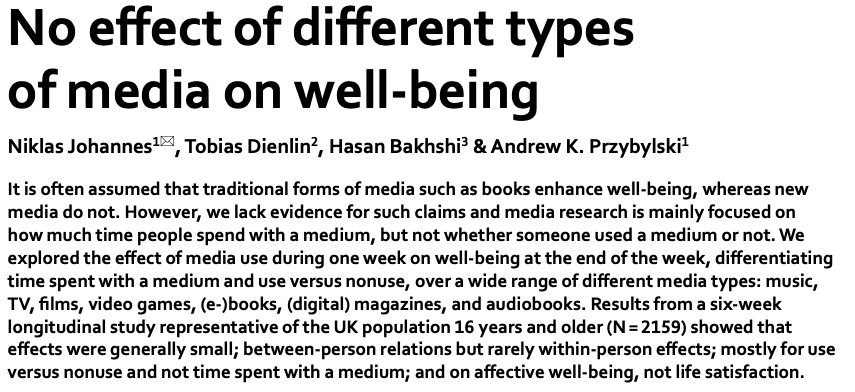 No effect of different types
of media on well-being
Niklas Johannes1✉, Tobias Dienlin2, Hasan Bakhshi3 & Andrew K. Przybylski1
It is often assumed that traditional forms of media such as books enhance well-being, whereas new
media do not. However, we lack evidence for such claims and media research is mainly focused on
how much time people spend with a medium, but not whether someone used a medium or not. We
explored the effect of media use during one week on well-being at the end of the week, differentiating
time spent with a medium and use versus nonuse, over a wide range of different media types: music,
TV, films, video games, (e-)books, (digital) magazines, and audiobooks. Results from a six-week
longitudinal study representative of the UK population 16 years and older (N = 2159) showed that
effects were generally small; between-person relations but rarely within-person effects; mostly for use
versus nonuse and not time spent with a medium; and on affective well-being, not life satisfaction.